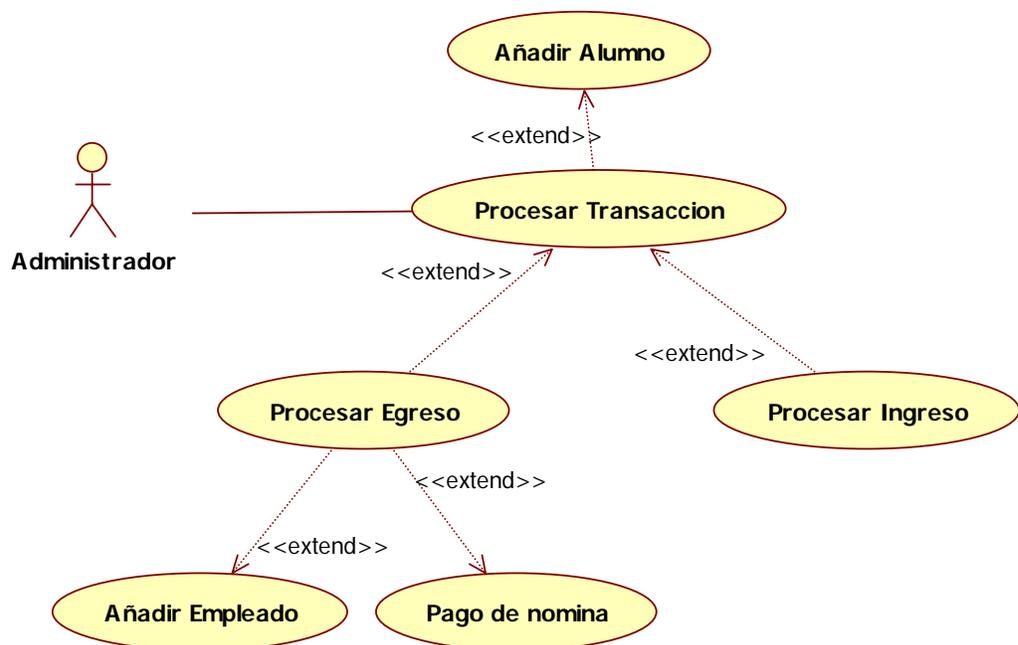 Añadir Alumno
<<extend>>
Procesar Transaccion
Administrador
<<extend>>
<<extend>>
Procesar Egreso
Procesar Ingreso
<<extend>>
<<extend>>
Añadir Empleado
Pago de nomina